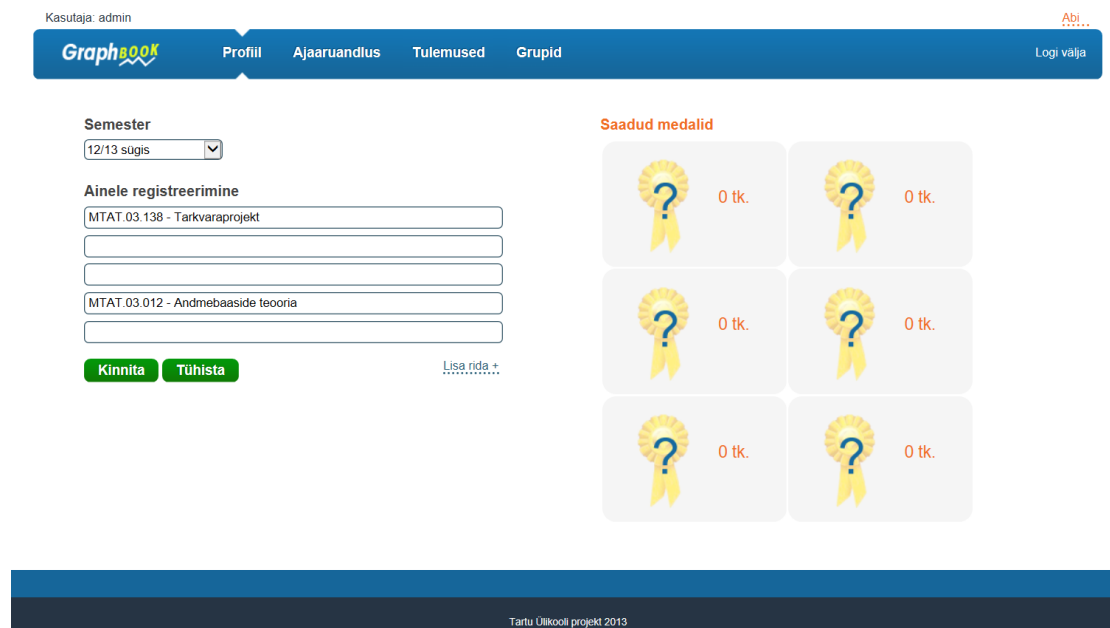 Kasutaja: admin
Abi
GraphBOOK
Profiil Ajaaruandlus Tulemused Grupid
Logi välja
Semester
12/13 sügis
Ainele registreerimine
MTAT.03.138 - Tarkvaraprojekt
MTAT.03.012 - Andmebaaside teooria
Kinnita Tühista
Lisa rida +
Saadud medalid
? 0 tk. ? 0 tk.
? 0 tk. ? 0 tk.
? 0 tk. ? 0 tk.
Tartu Ülikooli projekt 2013